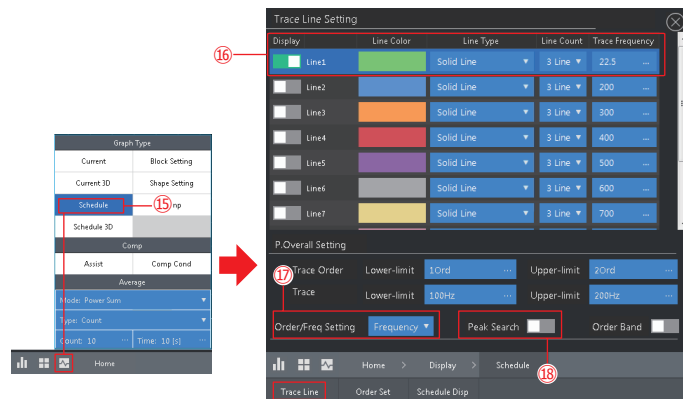 Graph Type
Current Block Setting
Current 3D Shape Setting
Schedule ⑮ np
Schedule 3D
Comp
Assist Comp Cond
Average
Mode: Power Sum ▼
Type: Count ▼
Count: 10 ... Time: 10 [s] ...
Home
Trace Line Setting
Display Line Color Line Type Line Count Trace Frequency
⑯ Line1 Solid Line ▼ 3 Line ▼ 22.5 ...
Line2 Solid Line ▼ 3 Line ▼ 200 ...
Line3 Solid Line ▼ 3 Line ▼ 300 ...
Line4 Solid Line ▼ 3 Line ▼ 400 ...
Line5 Solid Line ▼ 3 Line ▼ 500 ...
Line6 Solid Line ▼ 3 Line ▼ 600 ...
Line7 Solid Line ▼ 3 Line ▼ 700 ...
P.Overall Setting
Trace Order Lower-limit 1Ord ... Upper-limit 2Ord ...
⑰
Trace Lower-limit 100Hz ... Upper-limit 200Hz ...
Order/Freq Setting Frequency ▼ Peak Search Order Band
⑱
Home > Display > Schedule
Trace Line Order Set Schedule Disp